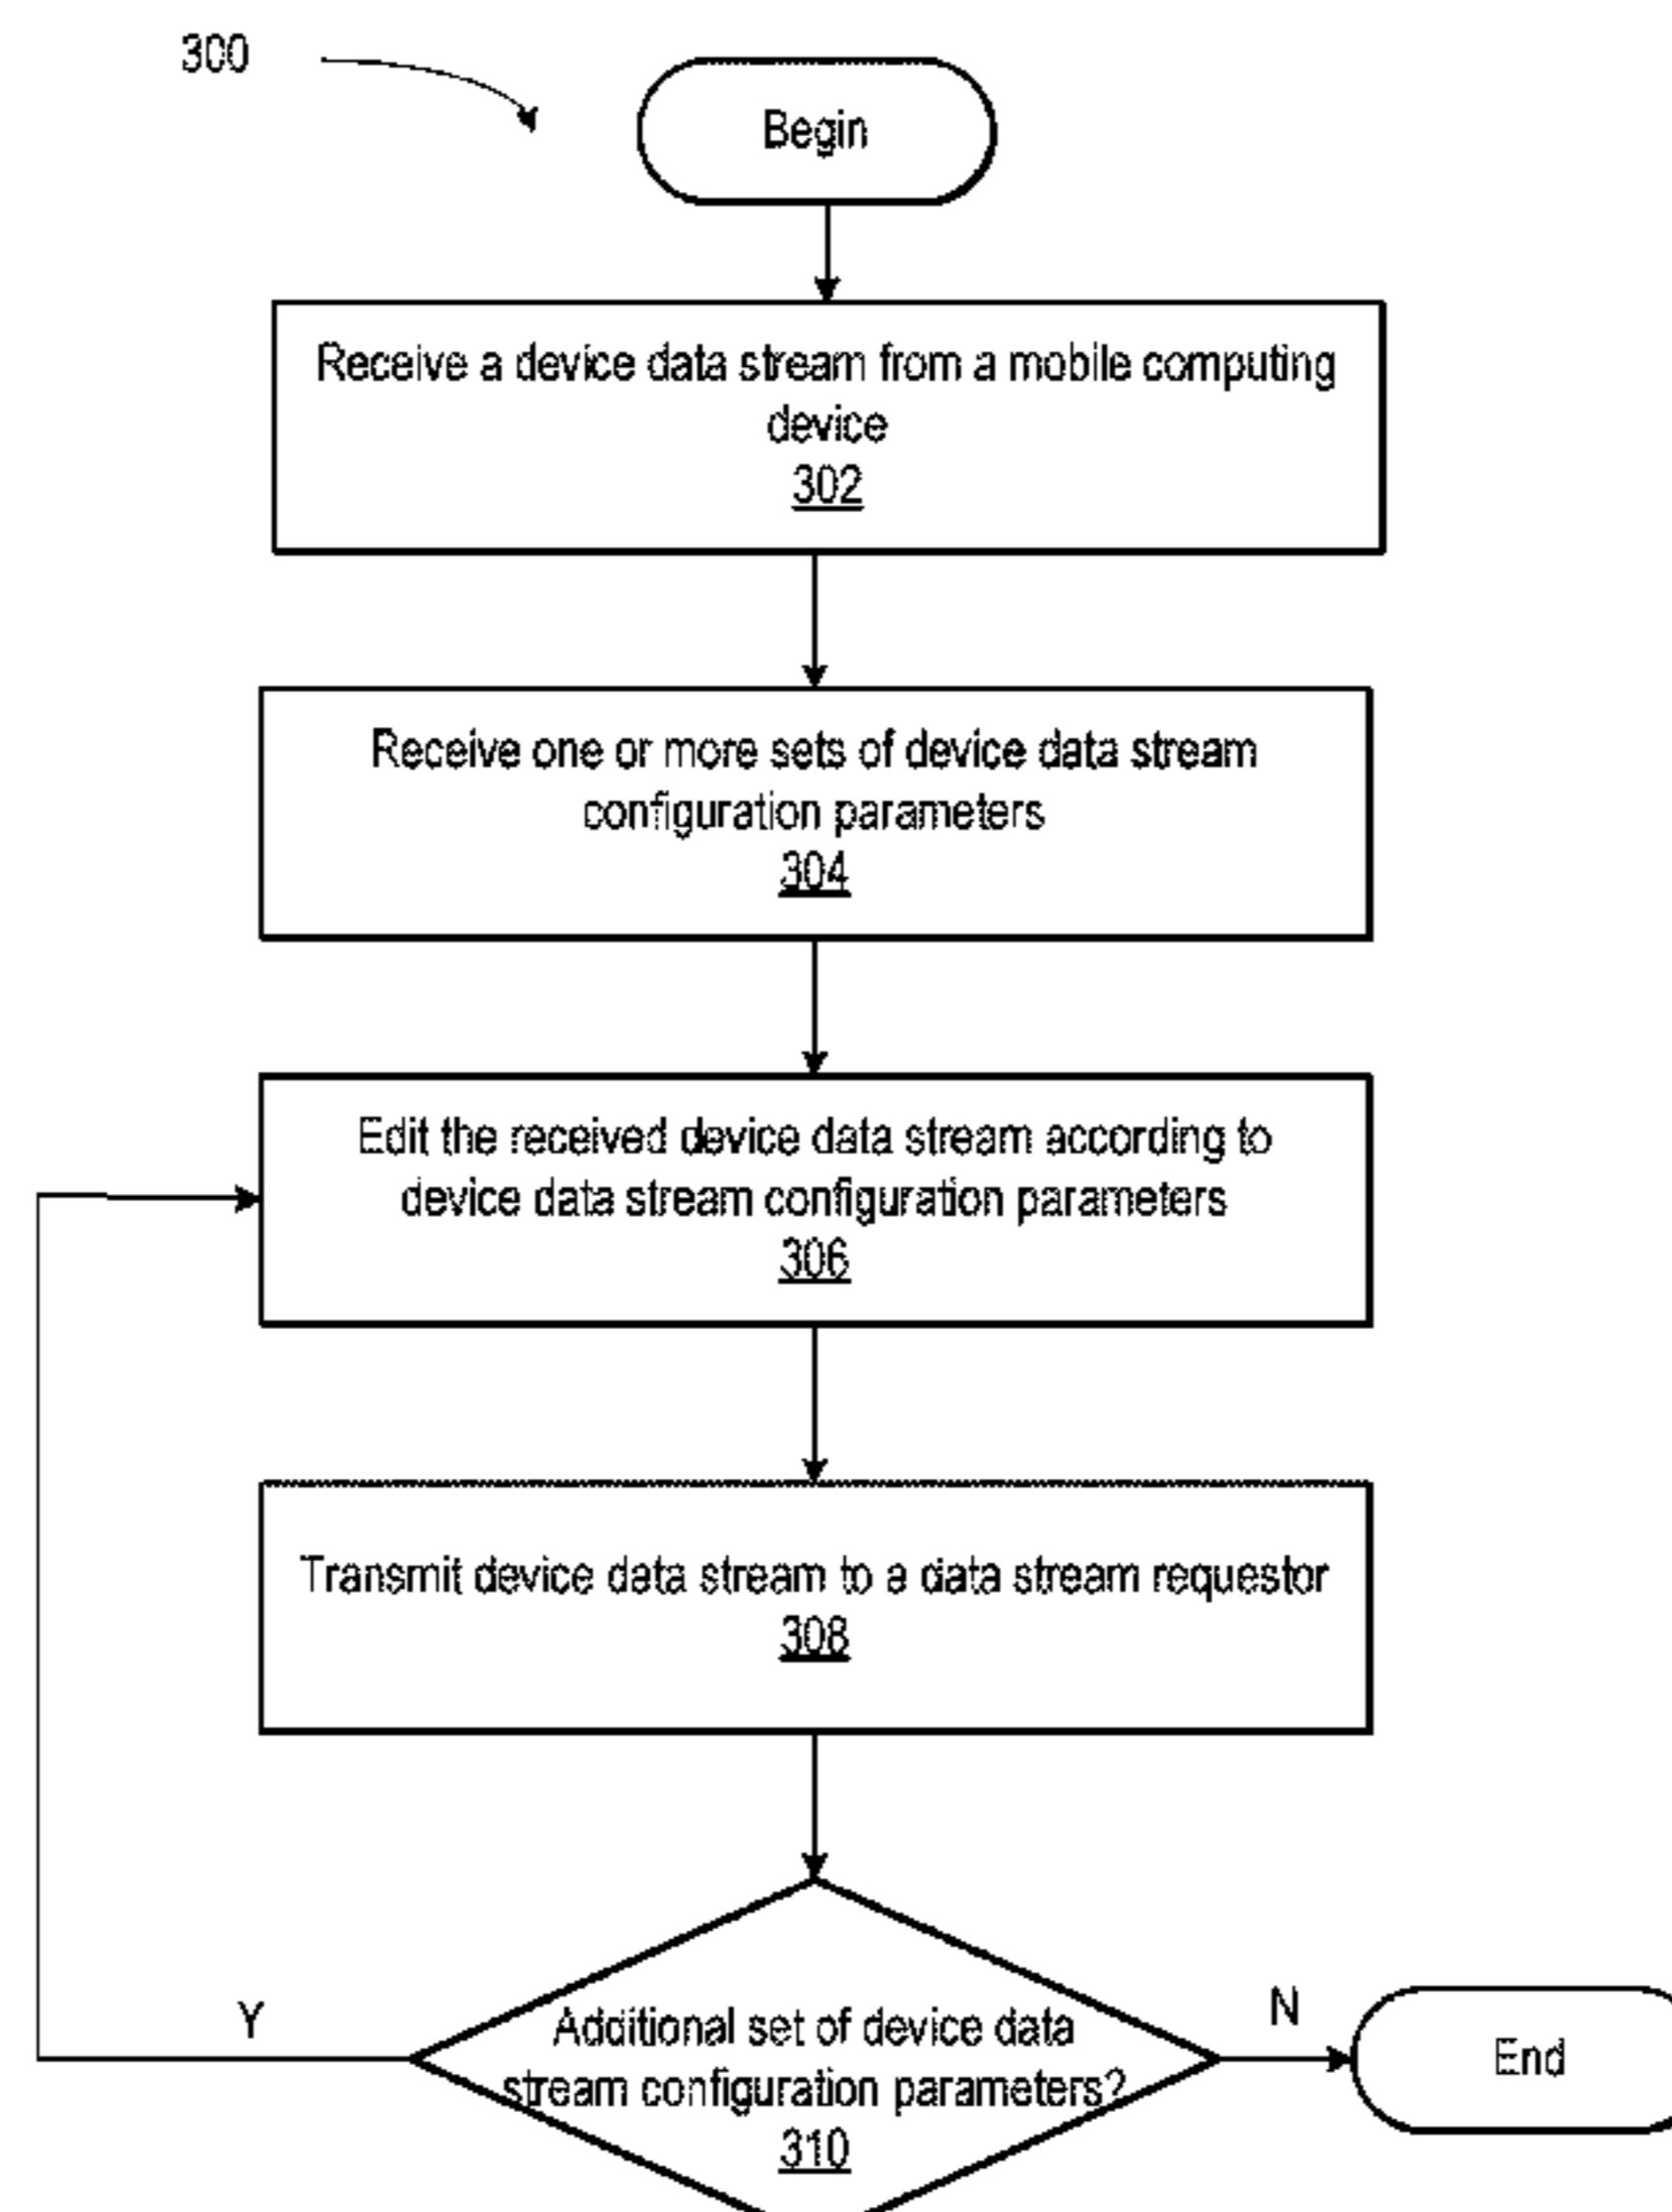 300
Begin
Receive a device data stream from a mobile computing
device
302
Receive one or more sets of device data stream
configuration parameters
304
Edit the received device data stream according to
device data stream configuration parameters
306
Transmit device data stream to a data stream requestor
308
Y
Additional set of device data
stream configuration parameters?
310
N
End